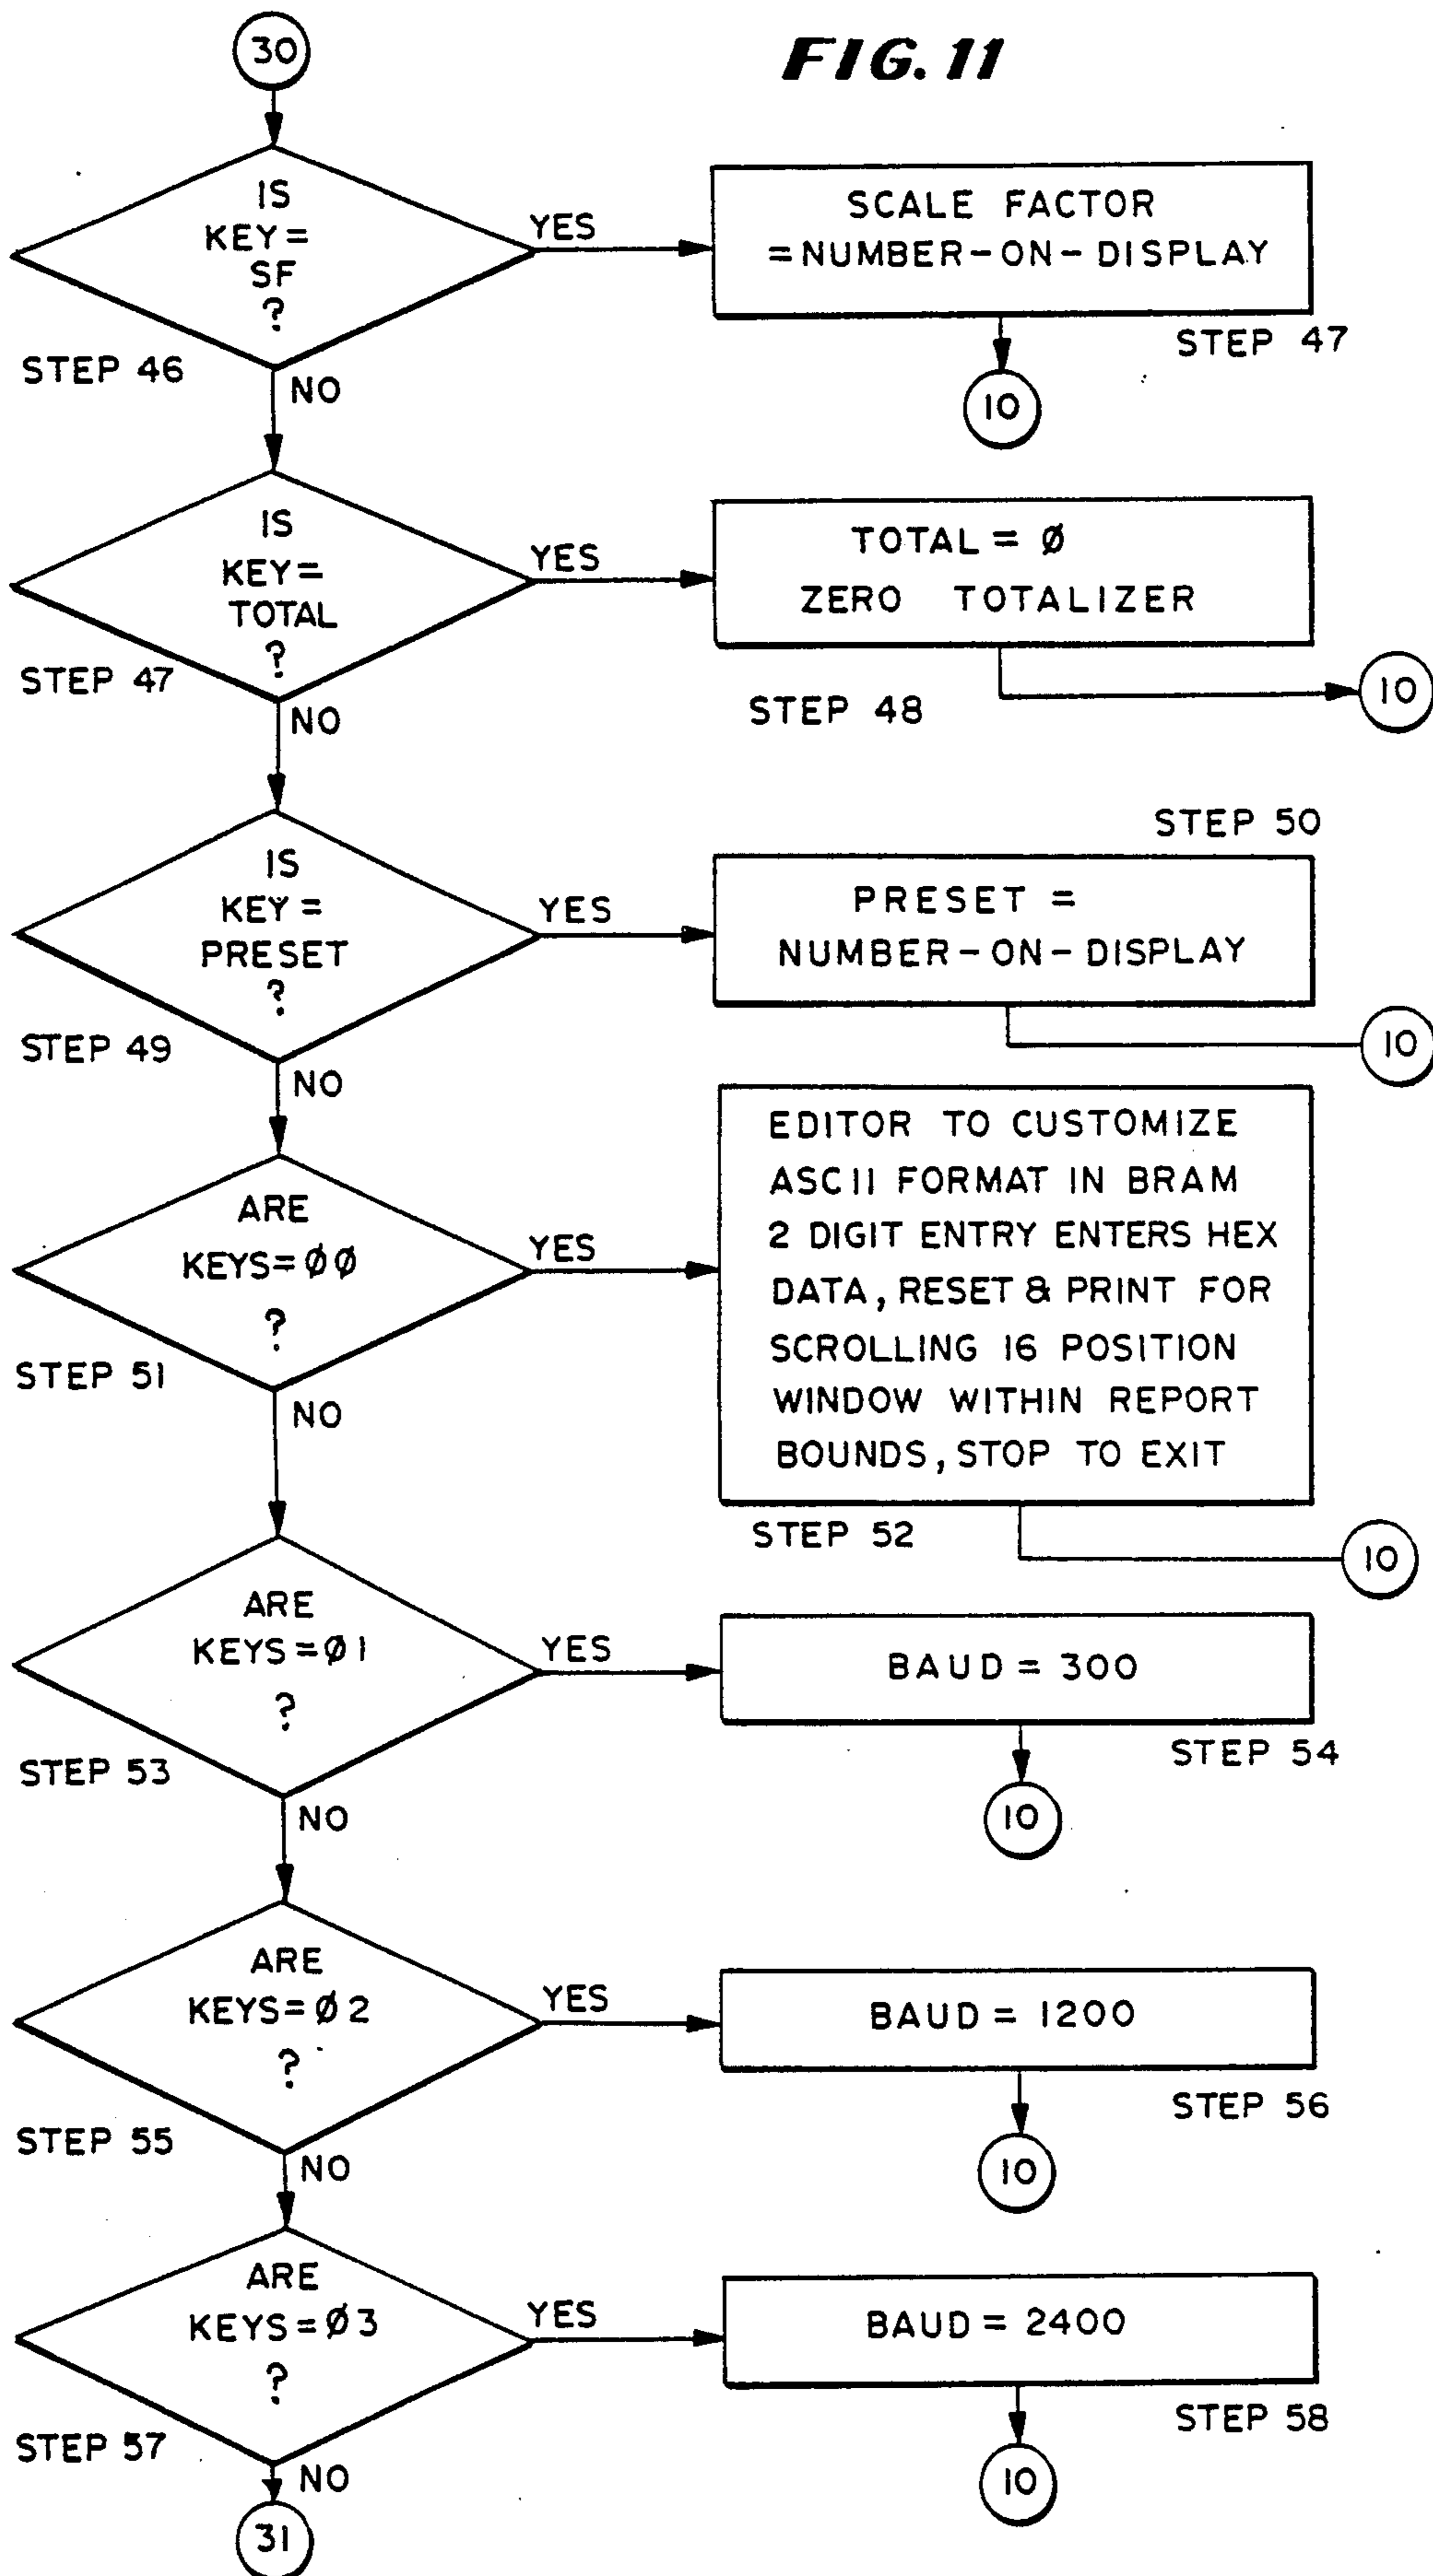 30
FIG. 11
IS
KEY=
SF
?
YES
SCALE FACTOR
=NUMBER-ON-DISPLAY
STEP 46
STEP 47
NO
10
IS
KEY=
TOTAL
?
YES
TOTAL = Ø
ZERO TOTALIZER
STEP 47
STEP 48
10
NO
STEP 50
IS
KEY=
PRESET
?
YES
PRESET =
NUMBER-ON-DISPLAY
STEP 49
10
NO
ARE
KEYS=ØØ
?
YES
EDITOR TO CUSTOMIZE
ASCII FORMAT IN BRAM
2 DIGIT ENTRY ENTERS HEX
DATA, RESET & PRINT FOR
SCROLLING 16 POSITION
WINDOW WITHIN REPORT
BOUNDS, STOP TO EXIT
STEP 51
NO
STEP 52
10
ARE
KEYS=Ø1
?
YES
BAUD = 300
STEP 53
STEP 54
NO
10
ARE
KEYS=Ø2
?
YES
BAUD = 1200
STEP 55
STEP 56
NO
10
ARE
KEYS=Ø3
?
YES
BAUD = 2400
STEP 57
STEP 58
NO
10
31